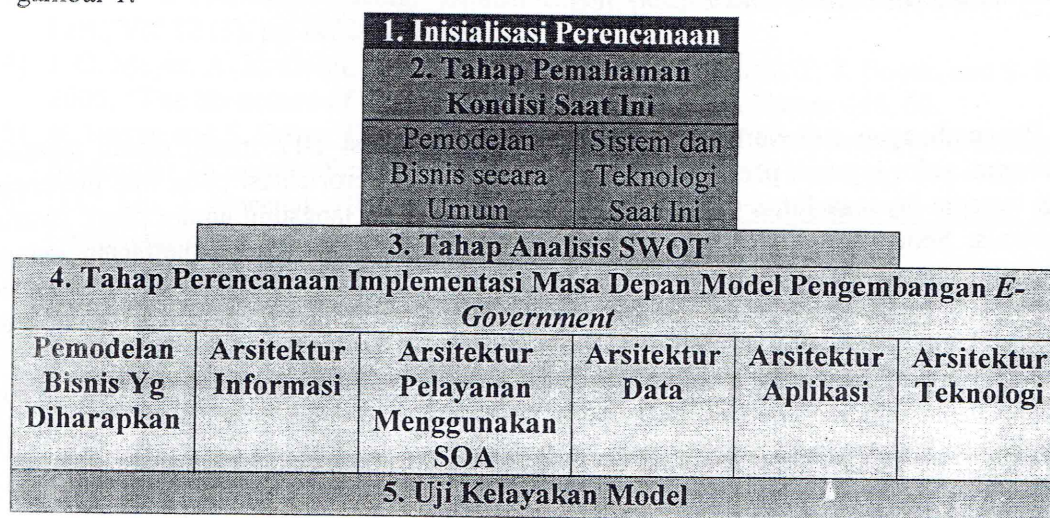 gambar 1.
1. Inisialisasi Perencanaan
2. Tahap Pemahaman
Kondisi Saat Ini
Pemodelan
Bisnis secara
Umum
Sistem dan
Teknologi
Saat Ini
3. Tahap Analisis SWOT
4. Tahap Perencanaan Implementasi Masa Depan Model Pengembangan E-
Government
Pemodelan
Bisnis Yg
Diharapkan
Arsitektur
Informasi
Arsitektur
Pelayanan
Menggunakan
SOA
Arsitektur
Data
Arsitektur
Aplikasi
Arsitektur
Teknologi
5. Uji Kelayakan Model